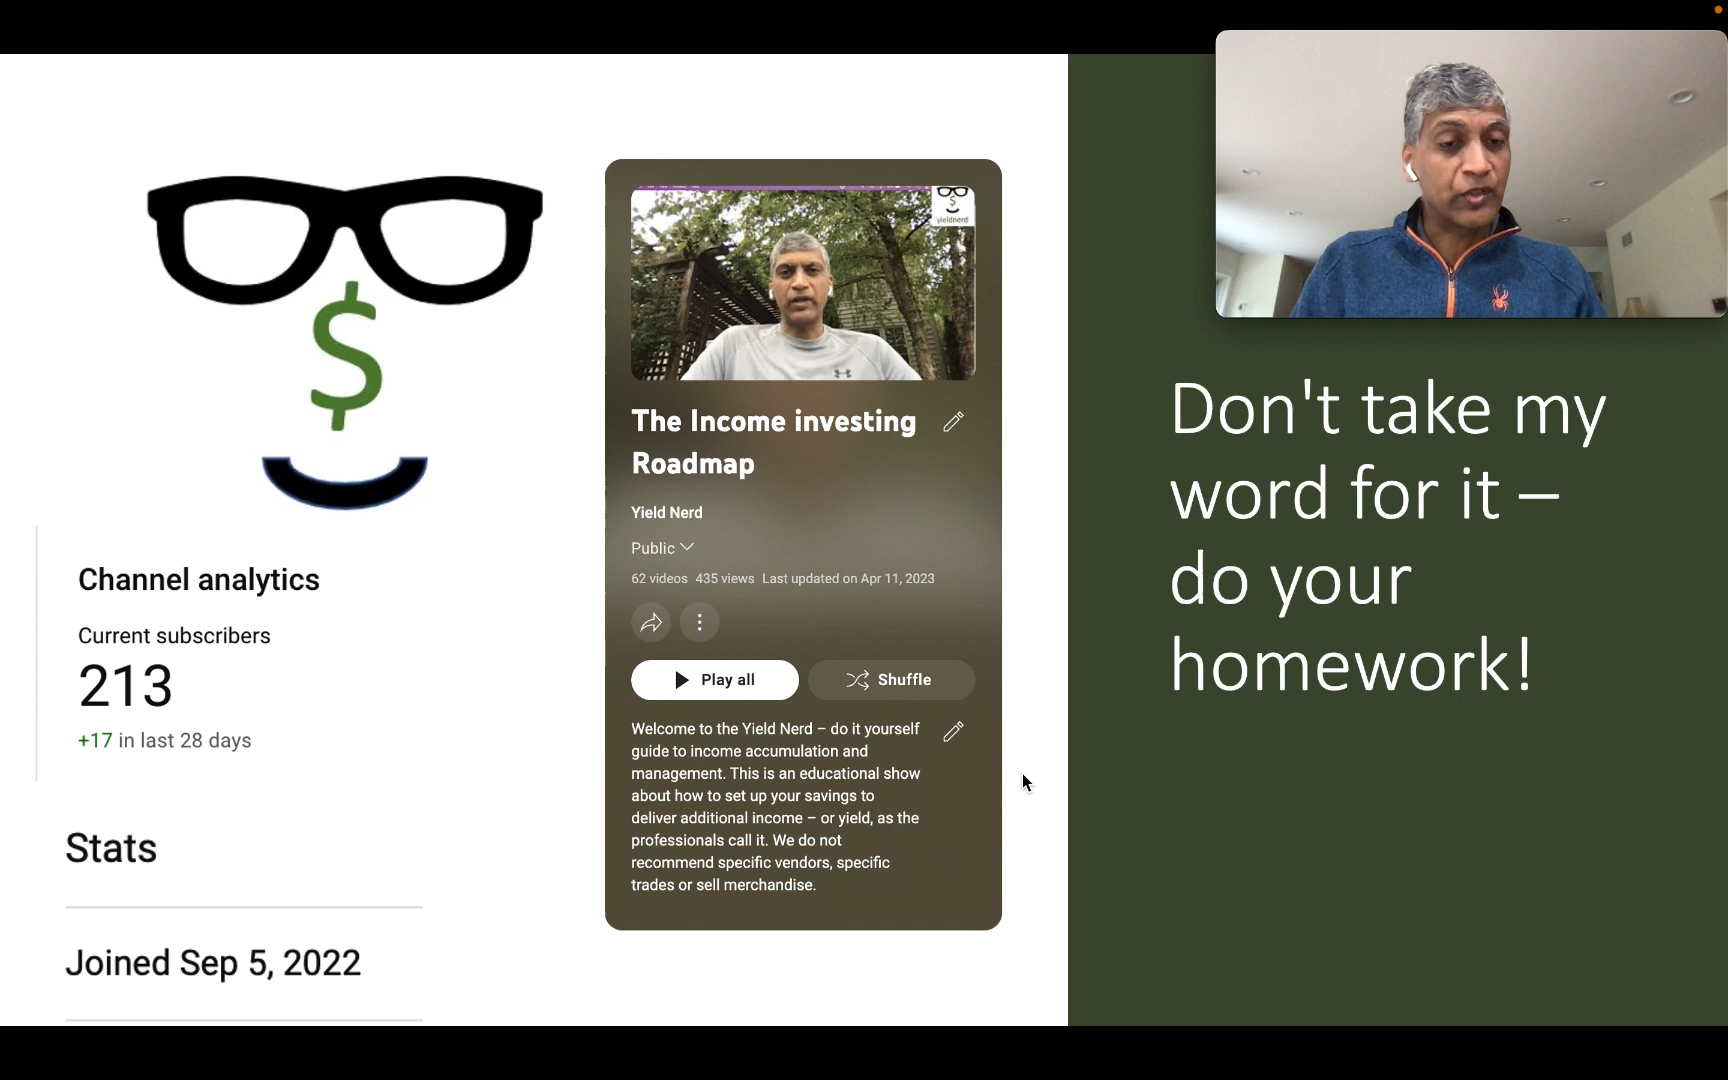 $
Channel analytics
Current subscribers
213
+17 in last 28 days
Stats
Joined Sep 5, 2022
$
yieldnerd
The Income investing
Roadmap
Yield Nerd
Public
62 videos 435 views Last updated on Apr 11, 2023
Play all
Shuffle
Welcome to the Yield Nerd – do it yourself
guide to income accumulation and
management. This is an educational show
about how to set up your savings to
deliver additional income – or yield, as the
professionals call it. We do not
recommend specific vendors, specific
trades or sell merchandise.
Don't take my
word for it –
do your
homework!